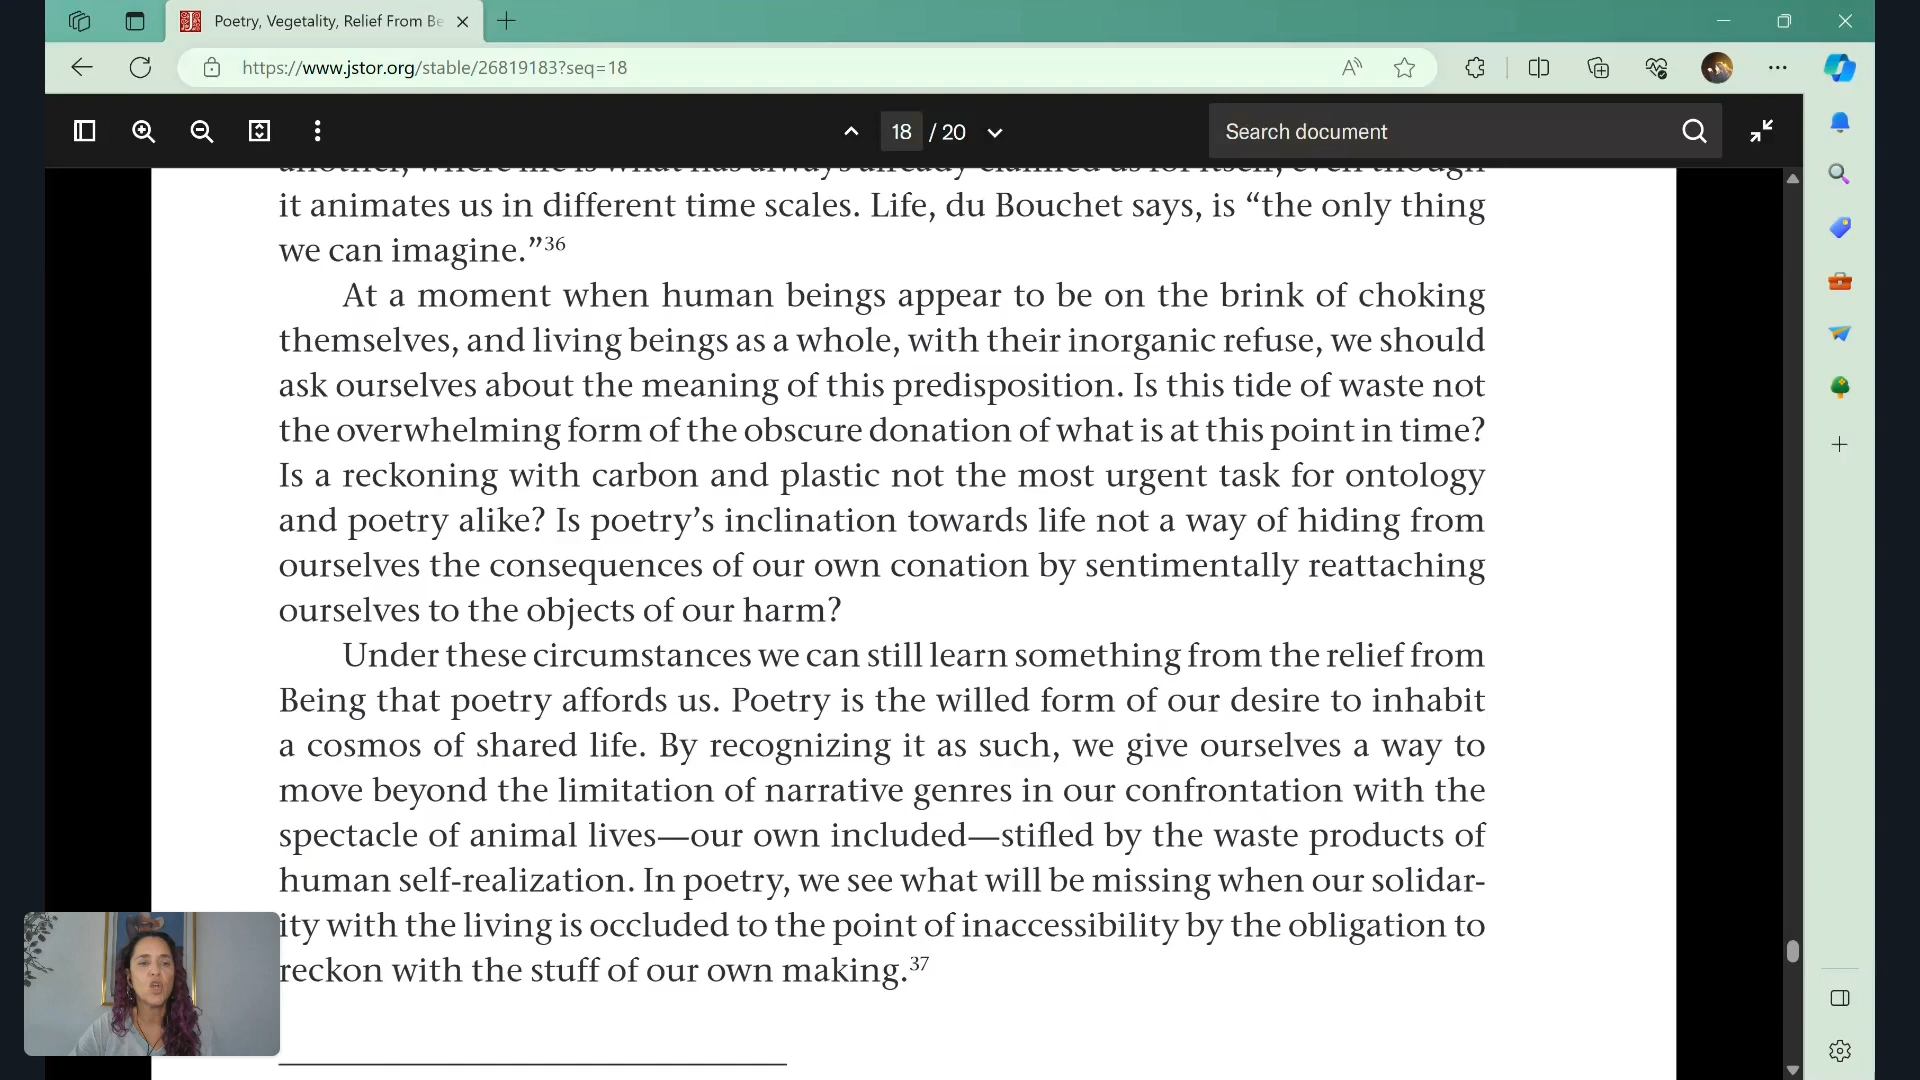 Poetry, Vegetality, Relief From Be
https://www.jstor.org/stable/26819183?seq=18
18 / 20
Search document
another, where life is what has always already claimed us for itself, even though
it animates us in different time scales. Life, du Bouchet says, is “the only thing
we can imagine.”36
At a moment when human beings appear to be on the brink of choking
themselves, and living beings as a whole, with their inorganic refuse, we should
ask ourselves about the meaning of this predisposition. Is this tide of waste not
the overwhelming form of the obscure donation of what is at this point in time?
Is a reckoning with carbon and plastic not the most urgent task for ontology
and poetry alike? Is poetry’s inclination towards life not a way of hiding from
ourselves the consequences of our own conation by sentimentally reattaching
ourselves to the objects of our harm?
Under these circumstances we can still learn something from the relief from
Being that poetry affords us. Poetry is the willed form of our desire to inhabit
a cosmos of shared life. By recognizing it as such, we give ourselves a way to
move beyond the limitation of narrative genres in our confrontation with the
spectacle of animal lives—our own included—stifled by the waste products of
human self-realization. In poetry, we see what will be missing when our solidar-
ity with the living is occluded to the point of inaccessibility by the obligation to
reckon with the stuff of our own making.37